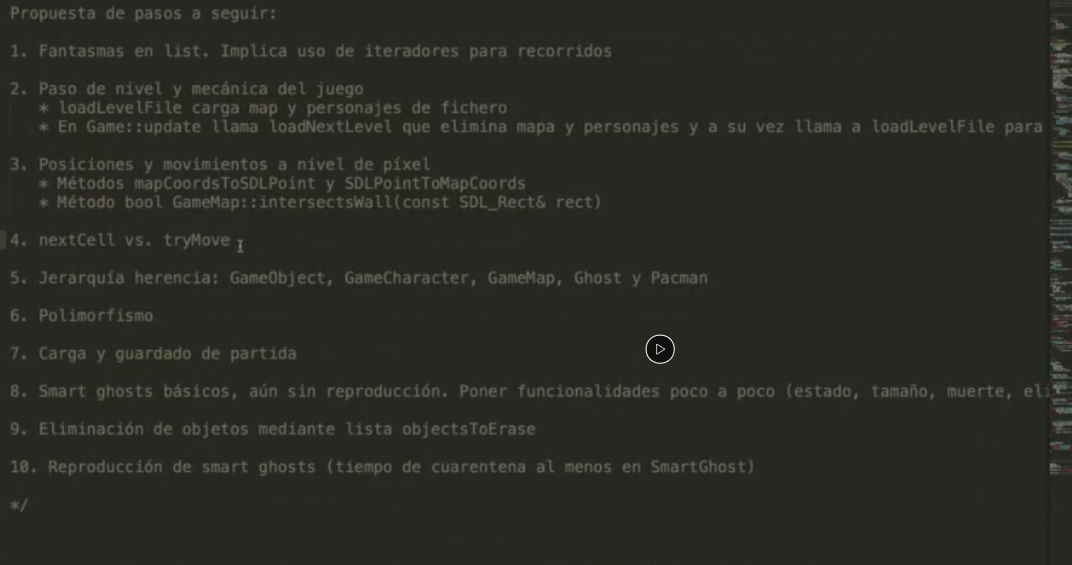 Propuesta de pasos a seguir:
1. Fantasmas en list. Implica uso de iteradores para recorridos
2. Paso de nivel y mecánica del juego
* loadLevelFile carga map y personajes de fichero
* En Game::update llama loadNextLevel que elimina mapa y personajes y a su vez llama a loadLevelFile para
3. Posiciones y movimientos a nivel de píxel
* Métodos mapCoordsToSDLPoint y SDLPointToMapCoords
* Método bool GameMap::intersectsWall(const SDL_Rect& rect)
4. nextCell vs. tryMove
5. Jerarquía herencia: GameObject, GameCharacter, GameMap, Ghost y Pacman
6. Polimorfismo
7. Carga y guardado de partida
8. Smart ghosts básicos, aún sin reproducción. Poner funcionalidades poco a poco (estado, tamaño, muerte, eli
9. Eliminación de objetos mediante lista objectsToErase
10. Reproducción de smart ghosts (tiempo de cuarentena al menos en SmartGhost)
*/